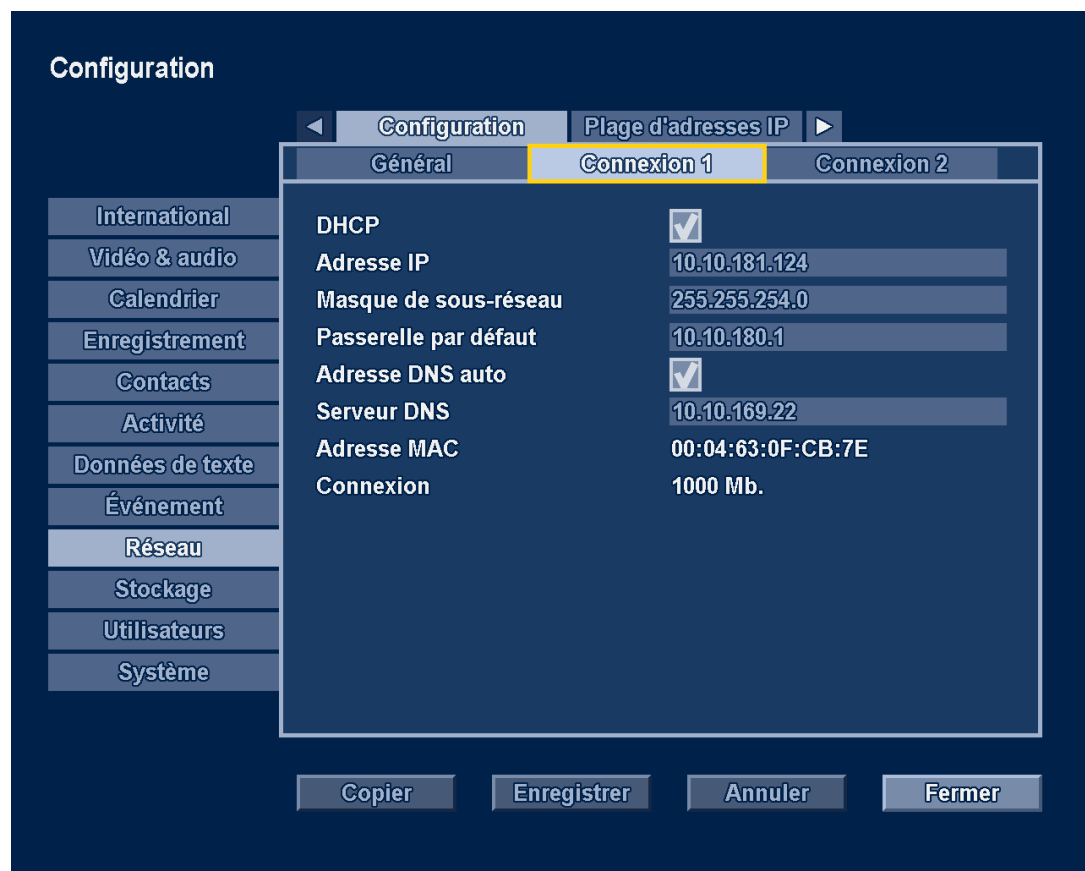 Configuration
Configuration Plage d'adresses IP
Général Connexion 1 Connexion 2
International
Vidéo & audio
Calendrier
Enregistrement
Contacts
Activité
Données de texte
Événement
Réseau
Stockage
Utilisateurs
Système
DHCP
Adresse IP 10.10.181.124
Masque de sous-réseau 255.255.254.0
Passerelle par défaut 10.10.180.1
Adresse DNS auto
Serveur DNS 10.10.169.22
Adresse MAC 00:04:63:0F:CB:7E
Connexion 1000 Mb.
Copier Enregistrer Annuler Fermer